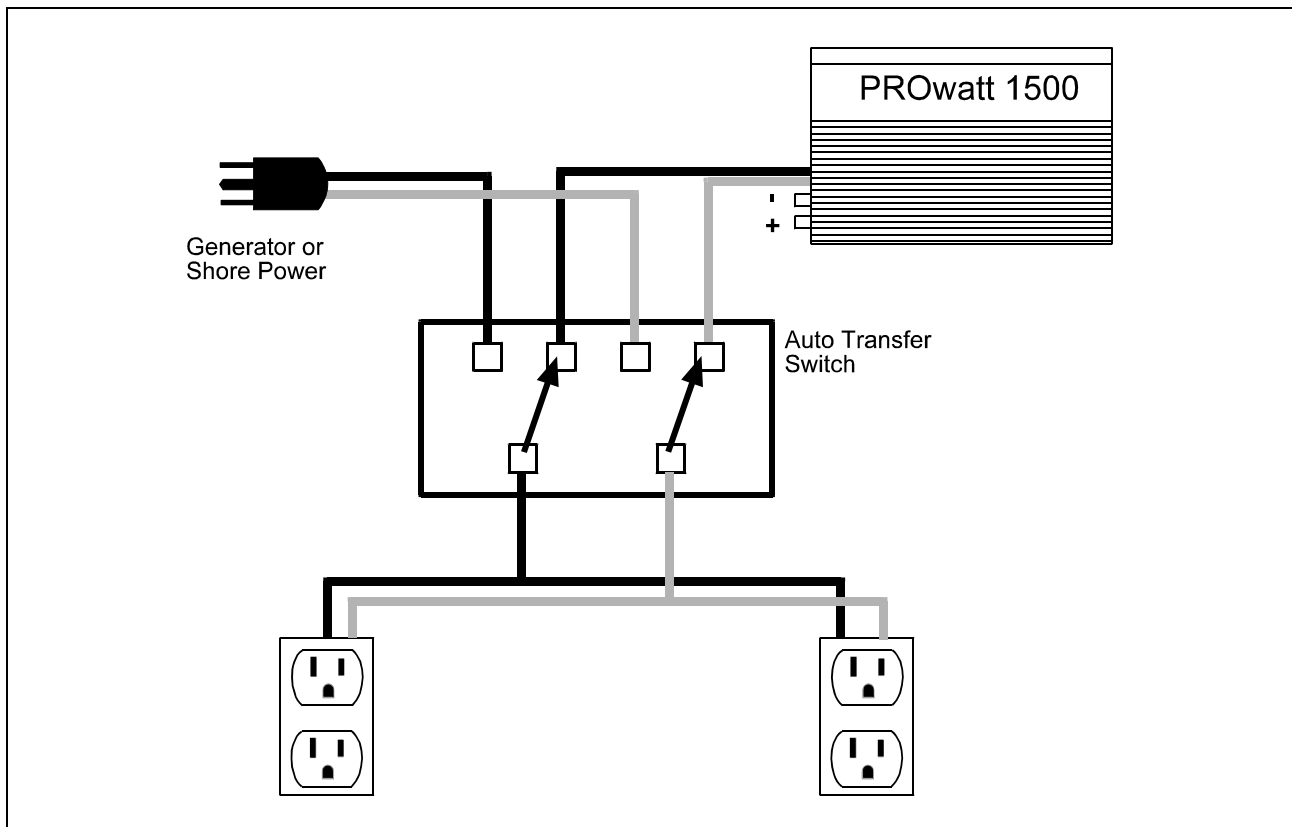 PROwatt 1500
Generator or
Shore Power
-
+
Auto Transfer
Switch